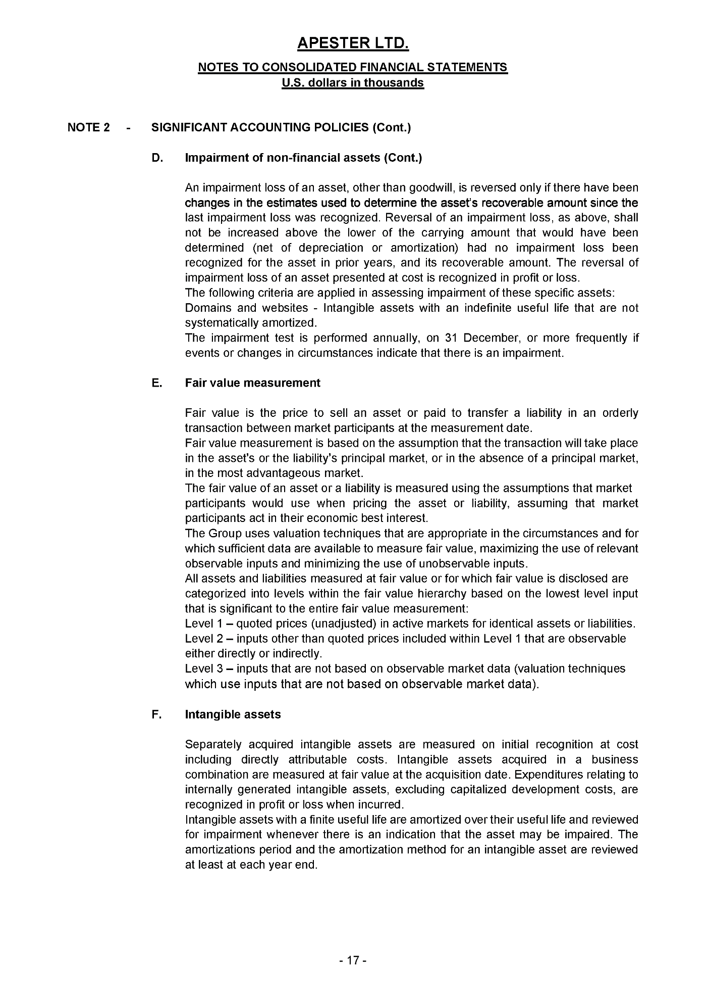 APESTER LTD.
NOTES TO CONSOLIDATED FINANCIAL STATEMENTS
U.S. dollars in thousands
NOTE 2 - SIGNIFICANT ACCOUNTING POLICIES (Cont.)
D. Impairment of non-financial assets (Cont.)
An impairment loss of an asset, other than goodwill, is reversed only if there have been
changes in the estimates used to determine the asset's recoverable amount since the
last impairment loss was recognized. Reversal of an impairment loss, as above, shall
not be increased above the lower of the carrying amount that would have been
determined (net of depreciation or amortization) had no impairment loss been
recognized for the asset in prior years, and its recoverable amount. The reversal of
impairment loss of an asset presented at cost is recognized in profit or loss.
The following criteria are applied in assessing impairment of these specific assets:
Domains and websites - Intangible assets with an indefinite useful life that are not
systematically amortized.
The impairment test is performed annually, on 31 December, or more frequently if
events or changes in circumstances indicate that there is an impairment.
E. Fair value measurement
Fair value is the price to sell an asset or paid to transfer a liability in an orderly
transaction between market participants at the measurement date.
Fair value measurement is based on the assumption that the transaction will take place
in the asset's or the liability's principal market, or in the absence of a principal market,
in the most advantageous market.
The fair value of an asset or a liability is measured using the assumptions that market
participants would use when pricing the asset or liability, assuming that market
participants act in their economic best interest.
The Group uses valuation techniques that are appropriate in the circumstances and for
which sufficient data are available to measure fair value, maximizing the use of relevant
observable inputs and minimizing the use of unobservable inputs.
All assets and liabilities measured at fair value or for which fair value is disclosed are
categorized into levels within the fair value hierarchy based on the lowest level input
that is significant to the entire fair value measurement:
Level 1 – quoted prices (unadjusted) in active markets for identical assets or liabilities.
Level 2 – inputs other than quoted prices included within Level 1 that are observable
either directly or indirectly.
Level 3 – inputs that are not based on observable market data (valuation techniques
which use inputs that are not based on observable market data).
F. Intangible assets
Separately acquired intangible assets are measured on initial recognition at cost
including directly attributable costs. Intangible assets acquired in a business
combination are measured at fair value at the acquisition date. Expenditures relating to
internally generated intangible assets, excluding capitalized development costs, are
recognized in profit or loss when incurred.
Intangible assets with a finite useful life are amortized over their useful life and reviewed
for impairment whenever there is an indication that the asset may be impaired. The
amortizations period and the amortization method for an intangible asset are reviewed
at least at each year end.
- 17 -